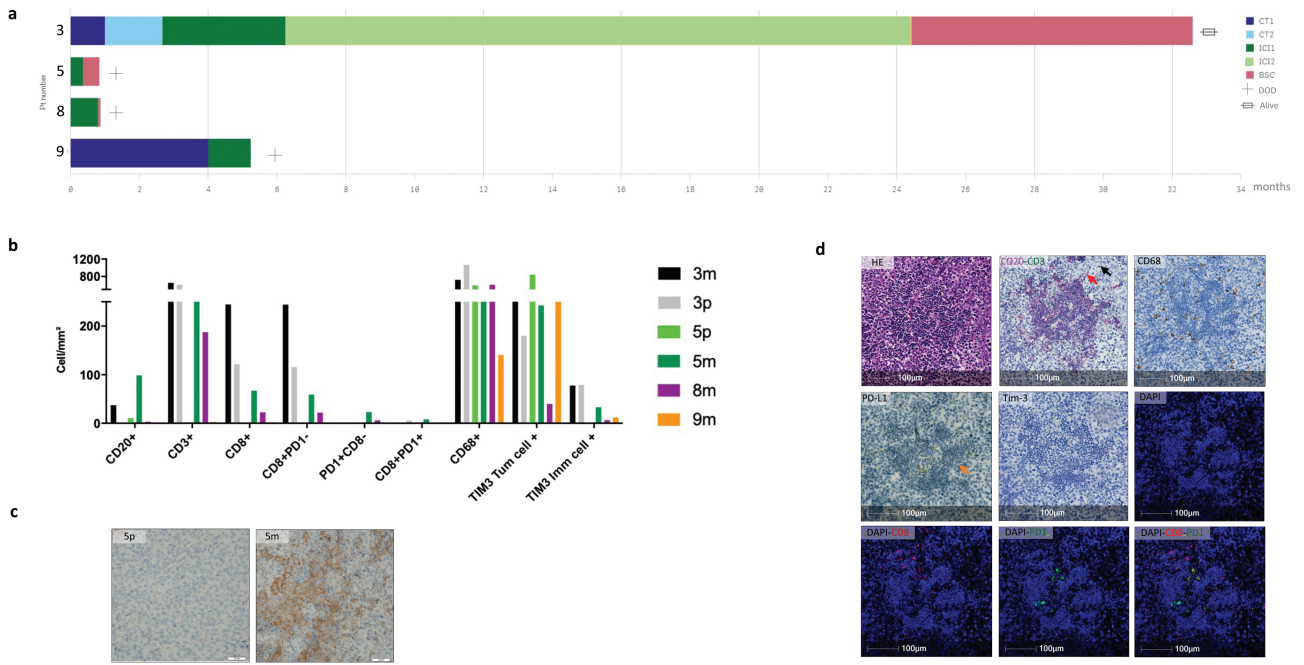 a
3
5
8
9
Pt number
0 2 4 6 8 10 12 14 16 18 20 22 24 26 28 30 32 34 months
CT1
CT2
ICI1
ICI2
BSC
DOD
Alive
b
1200
800
200
100
0
Cell/mm²
CD20+
CD3+
CD8+
CD8+PD1-
PD1+CD8-
CD8+PD1+
CD68+
TIM3 Tum cell +
TIM3 Imm cell +
3m
3p
5p
5m
8m
9m
c
5p
5m
d
HE
CD20-CD3
CD68
100µm
100µm
100µm
PD-L1
Tim-3
DAPI
100µm
100µm
100µm
DAPI-CD8
DAPI-PD1
DAPI-CD8-PD1
100µm
100µm
100µm